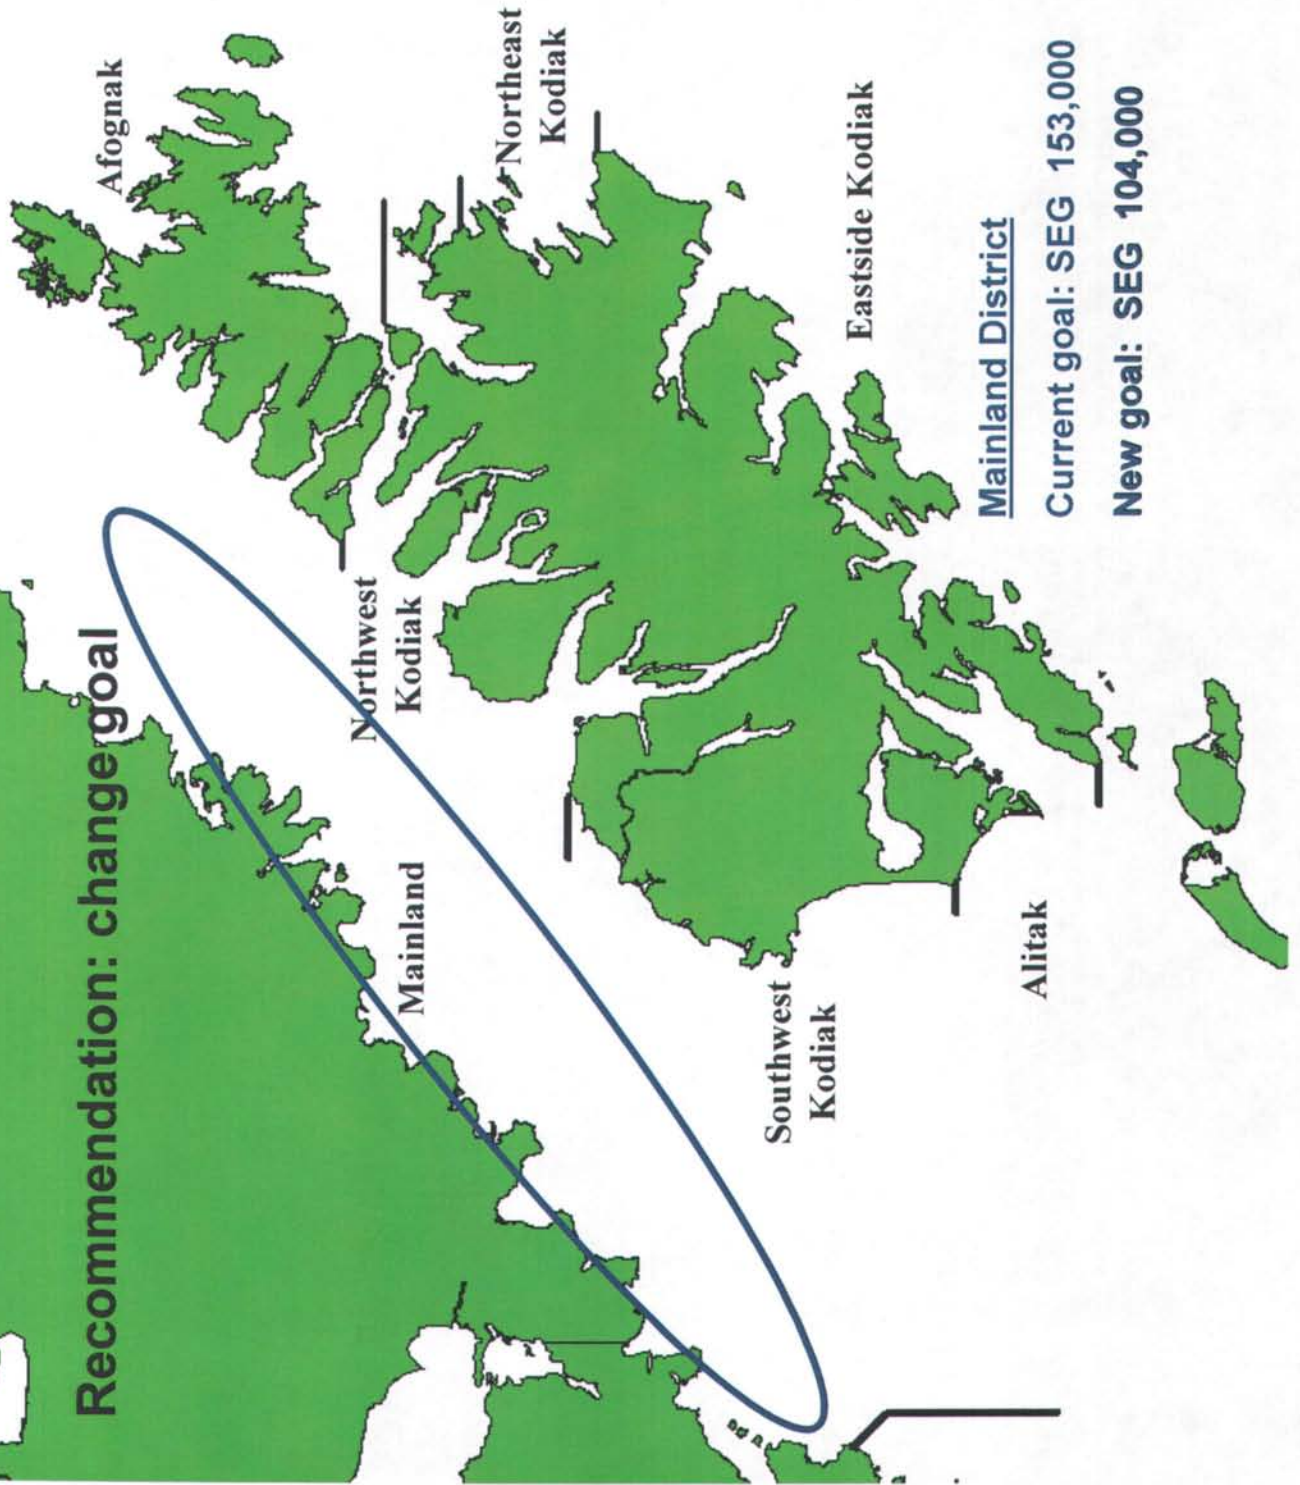 Recommendation: change goal
Afognak
Northwest
Kodiak
Northeast
Kodiak
Mainland
Southwest
Kodiak
Eastside Kodiak
Alitak
Mainland District
Current goal: SEG 153,000
New goal: SEG 104,000